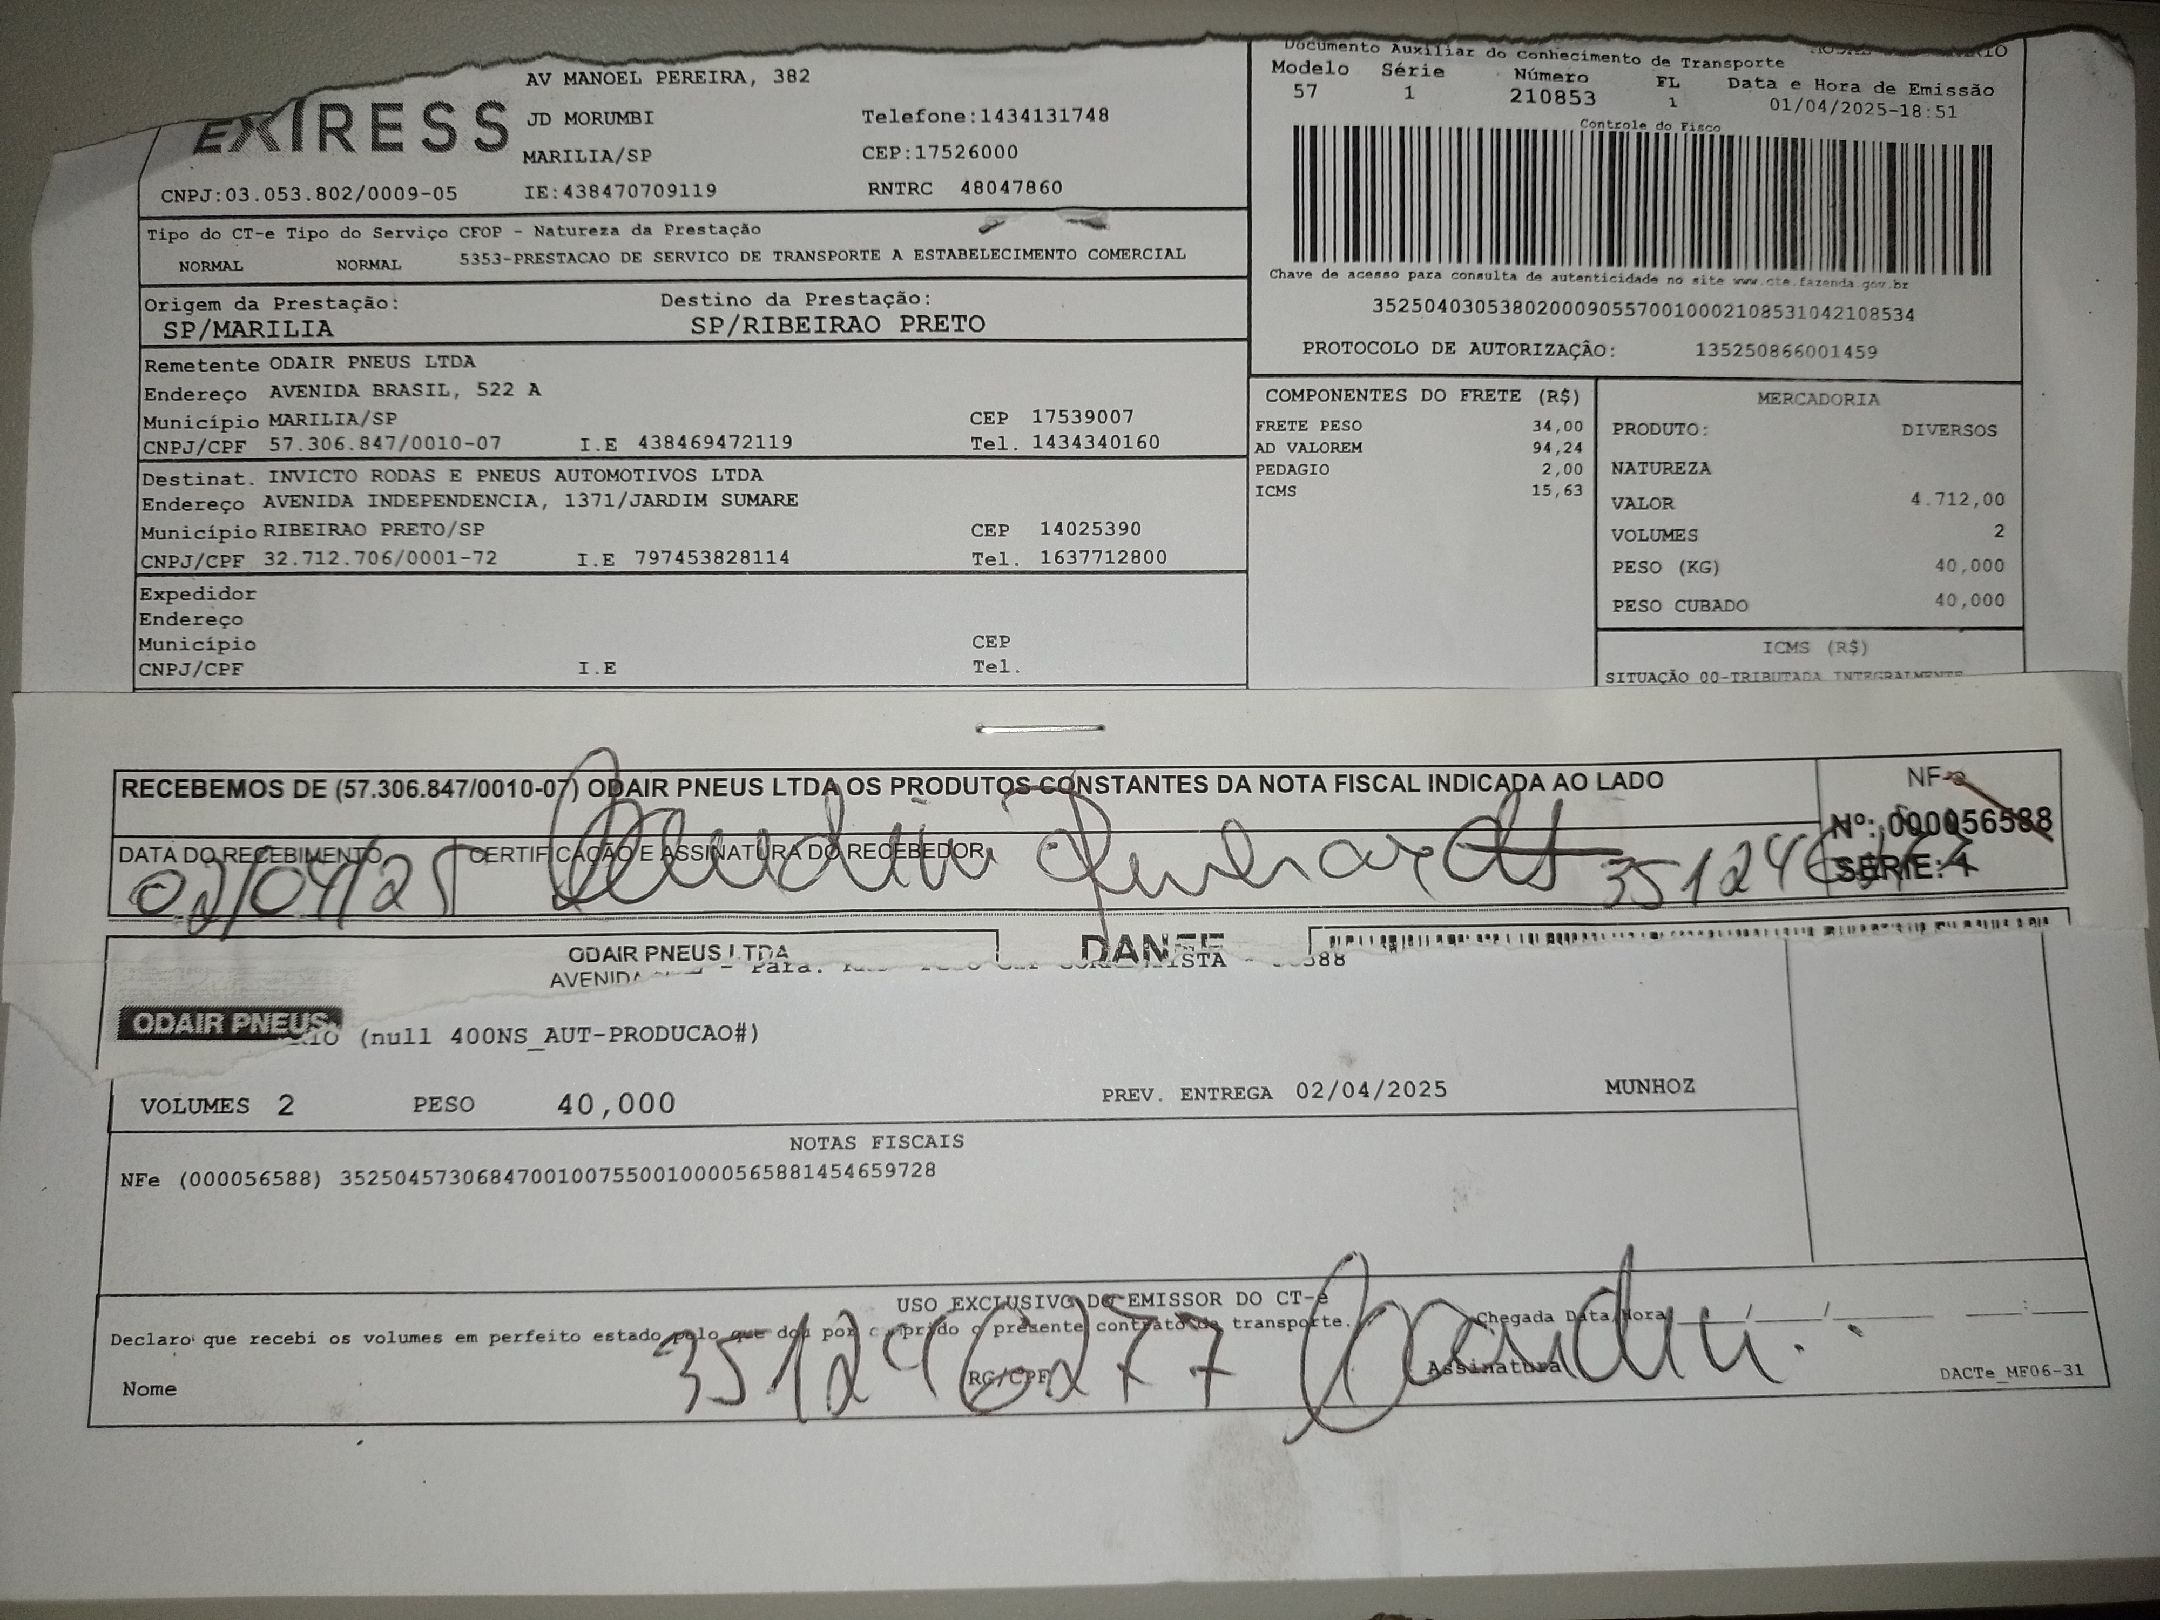 AV MANOEL PEREIRA, 382
EXPRESS JD MORUMBI Telefone:1434131748
MARILIA/SP CEP:17526000
CNPJ:03.053.802/0009-05 IE:438470709119 RNTRC 48047860
Documento Auxiliar do Conhecimento de Transporte
Modelo Série Número FL Data e Hora de Emissão
57 1 210853 1 01/04/2025-18:51
Controle do Fisco
Chave de acesso para consulta de autenticidade no site www.cte.fazenda.gov.br
35250403053802000905570010002108531042108534
PROTOCOLO DE AUTORIZAÇÃO: 135250866001459
Tipo do CT-e Tipo do Serviço CFOP - Natureza da Prestação
NORMAL NORMAL 5353-PRESTACAO DE SERVICO DE TRANSPORTE A ESTABELECIMENTO COMERCIAL
Origem da Prestação: Destino da Prestação:
SP/MARILIA SP/RIBEIRAO PRETO
Remetente ODAIR PNEUS LTDA
Endereço AVENIDA BRASIL, 522 A
Município MARILIA/SP CEP 17539007
CNPJ/CPF 57.306.847/0010-07 I.E 438469472119 Tel. 1434340160
Destinat. INVICTO RODAS E PNEUS AUTOMOTIVOS LTDA
Endereço AVENIDA INDEPENDENCIA, 1371/JARDIM SUMARE
Município RIBEIRAO PRETO/SP CEP 14025390
CNPJ/CPF 32.712.706/0001-72 I.E 797453828114 Tel. 1637712800
Expedidor
Endereço
Município CEP
CNPJ/CPF I.E Tel.
COMPONENTES DO FRETE (R$)
FRETE PESO 34,00
AD VALOREM 94,24
PEDAGIO 2,00
ICMS 15,63
MERCADORIA
PRODUTO: DIVERSOS
NATUREZA
VALOR 4.712,00
VOLUMES 2
PESO (KG) 40,000
PESO CUBADO 40,000
ICMS (R$)
SITUAÇÃO 00-TRIBUTADA INTEGRALMENTE
RECEBEMOS DE (57.306.847/0010-07) ODAIR PNEUS LTDA OS PRODUTOS CONSTANTES DA NOTA FISCAL INDICADA AO LADO
NF-e
Nº: 000056588
SÉRIE: 1
DATA DO RECEBIMENTO CERTIFICAÇÃO E ASSINATURA DO RECEBEDOR
02/04/25
ODAIR PNEUS LTDA DANFE
AVENIDA
ODAIR PNEUS
(null 400NS_AUT-PRODUCAO#)
VOLUMES 2 PESO 40,000 PREV. ENTREGA 02/04/2025 MUNHOZ
NOTAS FISCAIS
NFe (000056588) 35250457306847001007550010000565881454659728
USO EXCLUSIVO DO EMISSOR DO CT-e
Declaro que recebi os volumes em perfeito estado pelo que dou por cumprido o presente contrato de transporte. Chegada Data/Hora / / :
Nome RG/CPF 351246277 Assinatura
DACTe_MF06-31